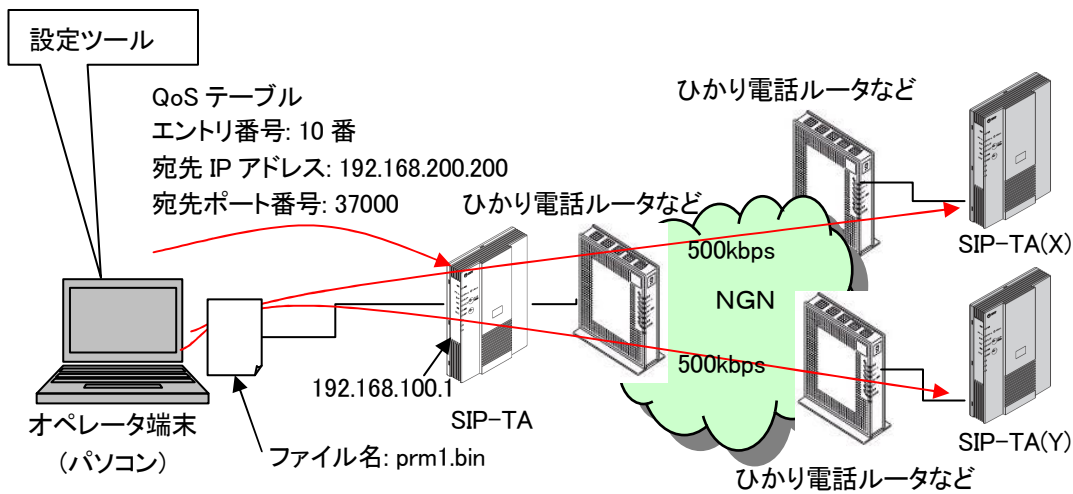 設定ツール
QoS テーブル
エントリ番号: 10 番
宛先 IP アドレス: 192.168.200.200
宛先ポート番号: 37000
ひかり電話ルータなど
ひかり電話ルータなど
SIP-TA(X)
500kbps
NGN
500kbps
192.168.100.1
SIP-TA
オペレータ端末
(パソコン)
ファイル名: prm1.bin
SIP-TA(Y)
ひかり電話ルータなど